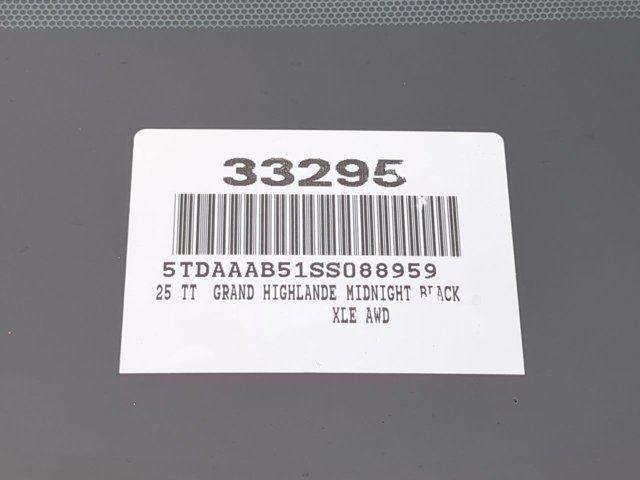 33295
5TDAAAB51SS088959
25 TT GRAND HIGHLANDE MIDNIGHT BLACK
XLE AWD